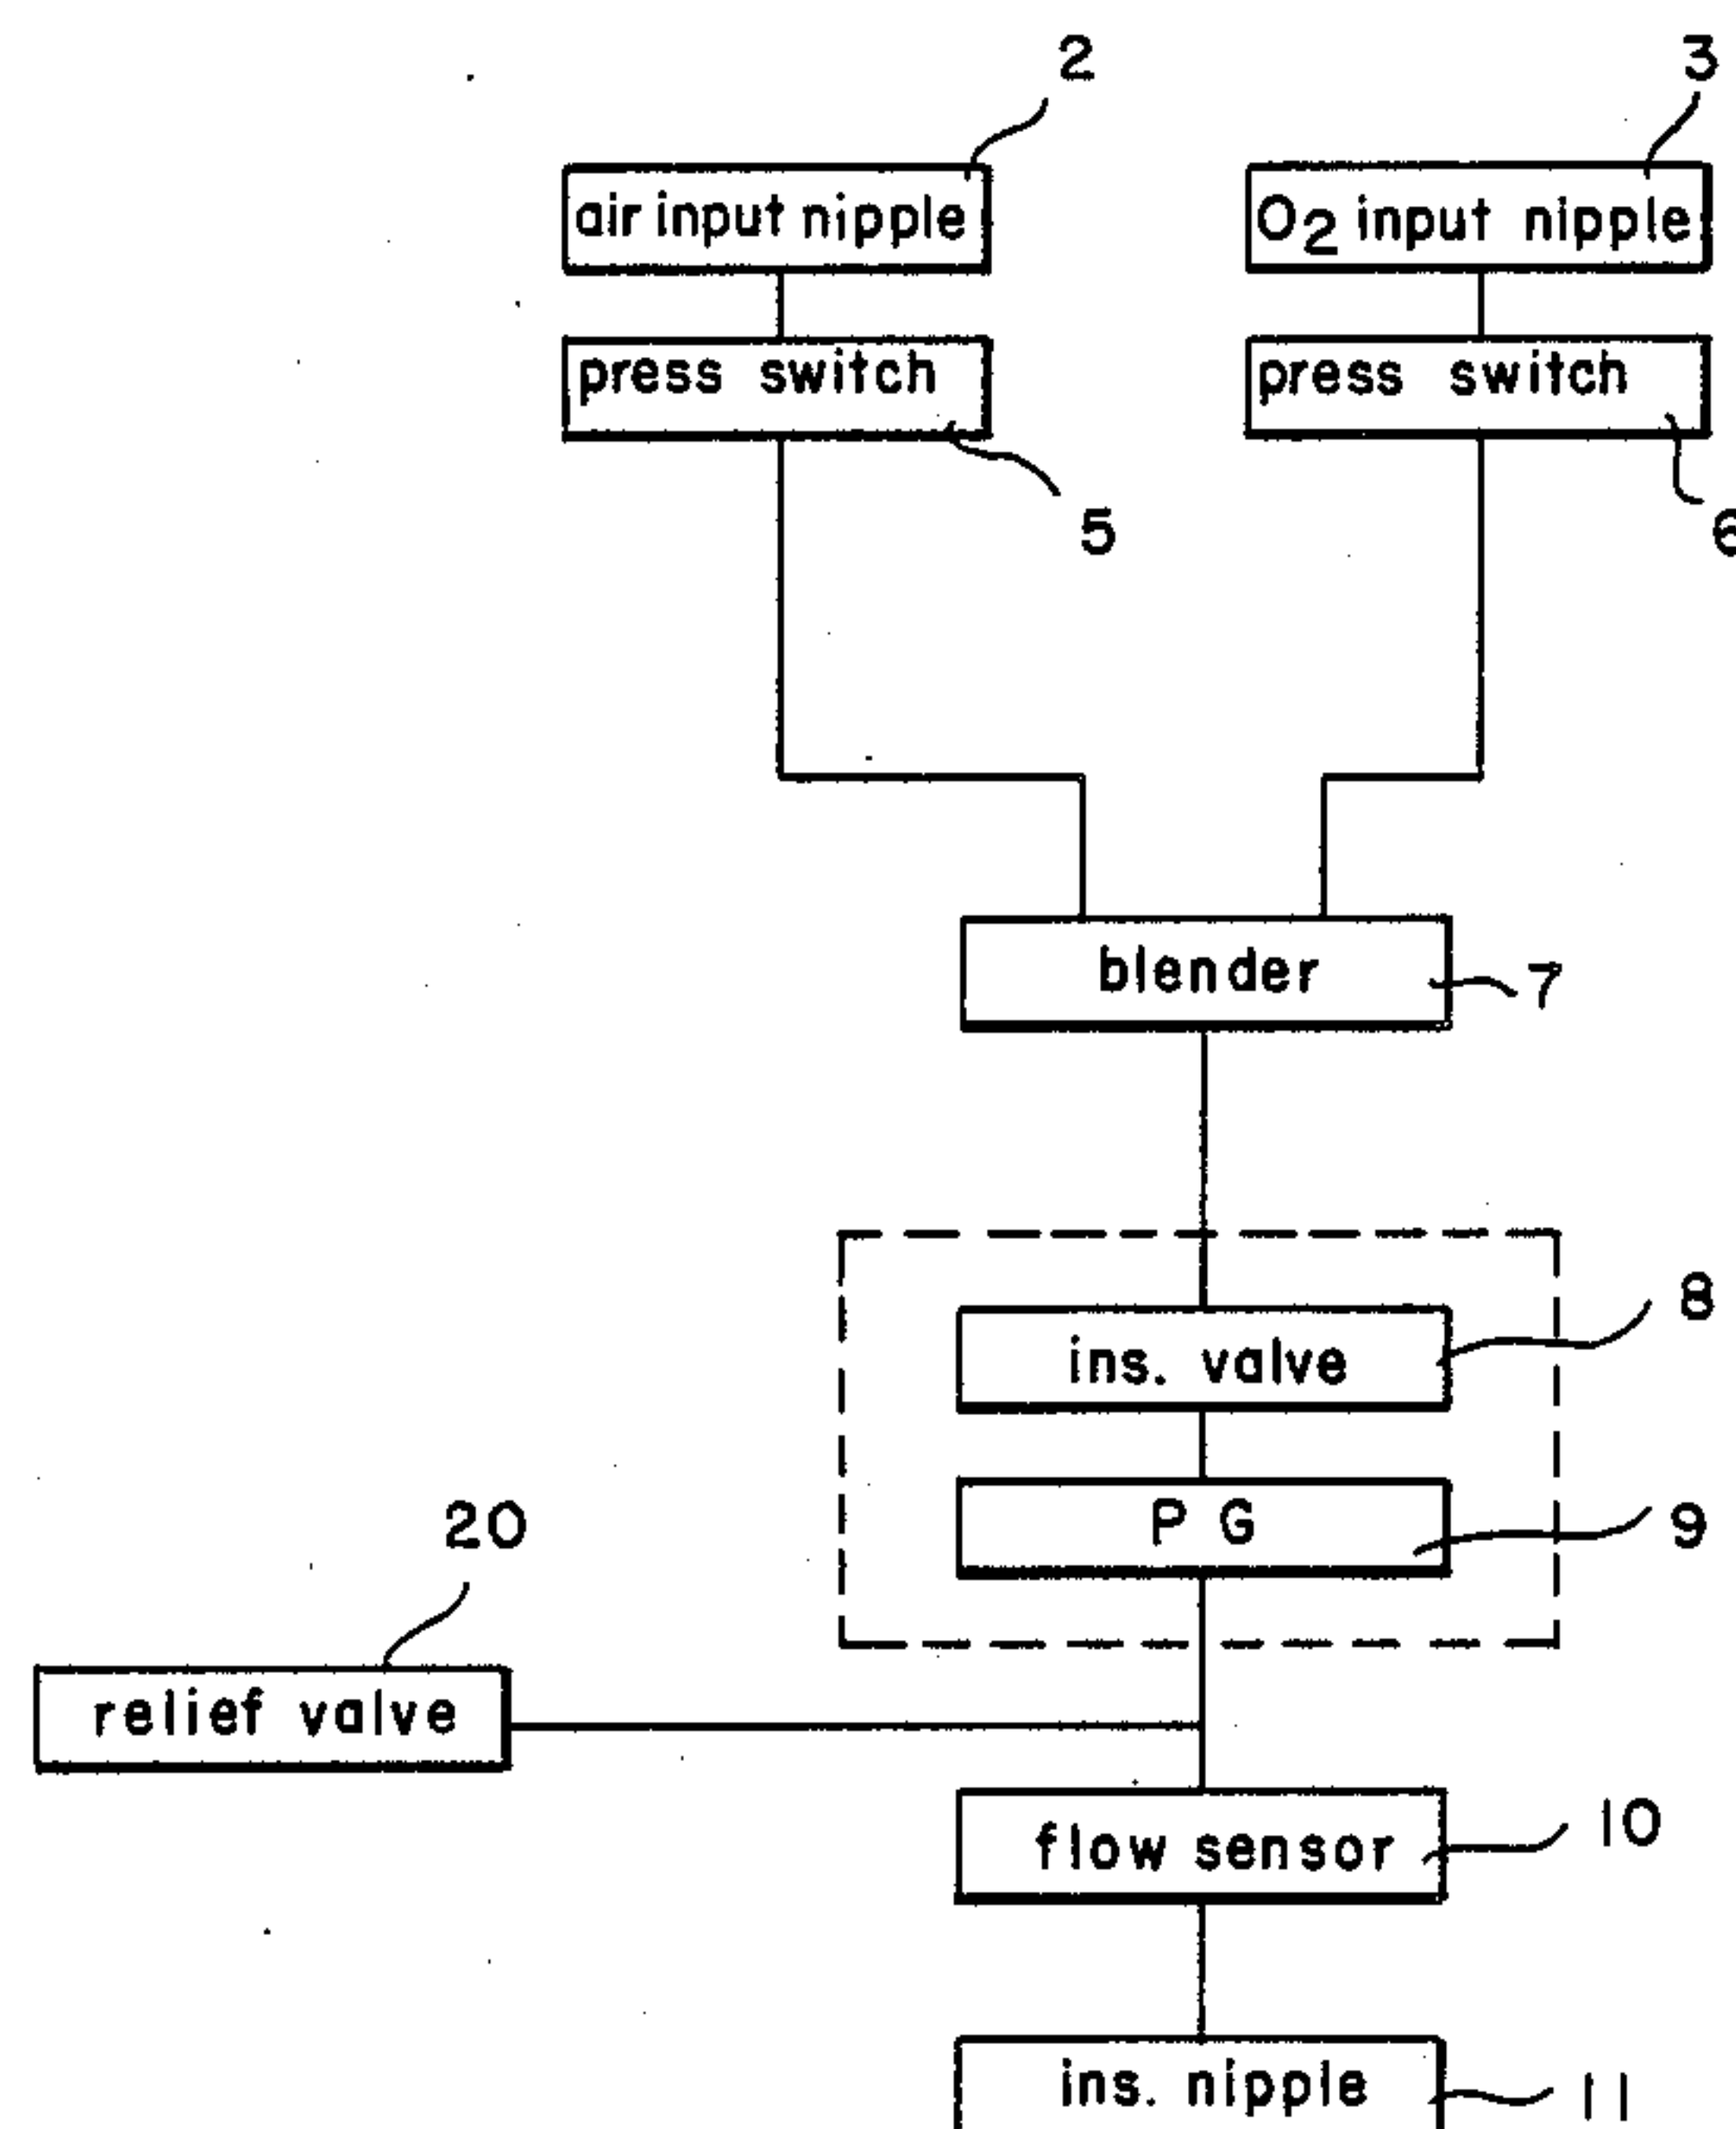 2
3
air input nipple
O2 input nipple
press switch
press switch
5
6
blender
7
ins. valve
8
PG
9
20
relief valve
flow sensor
10
ins. nipple
11